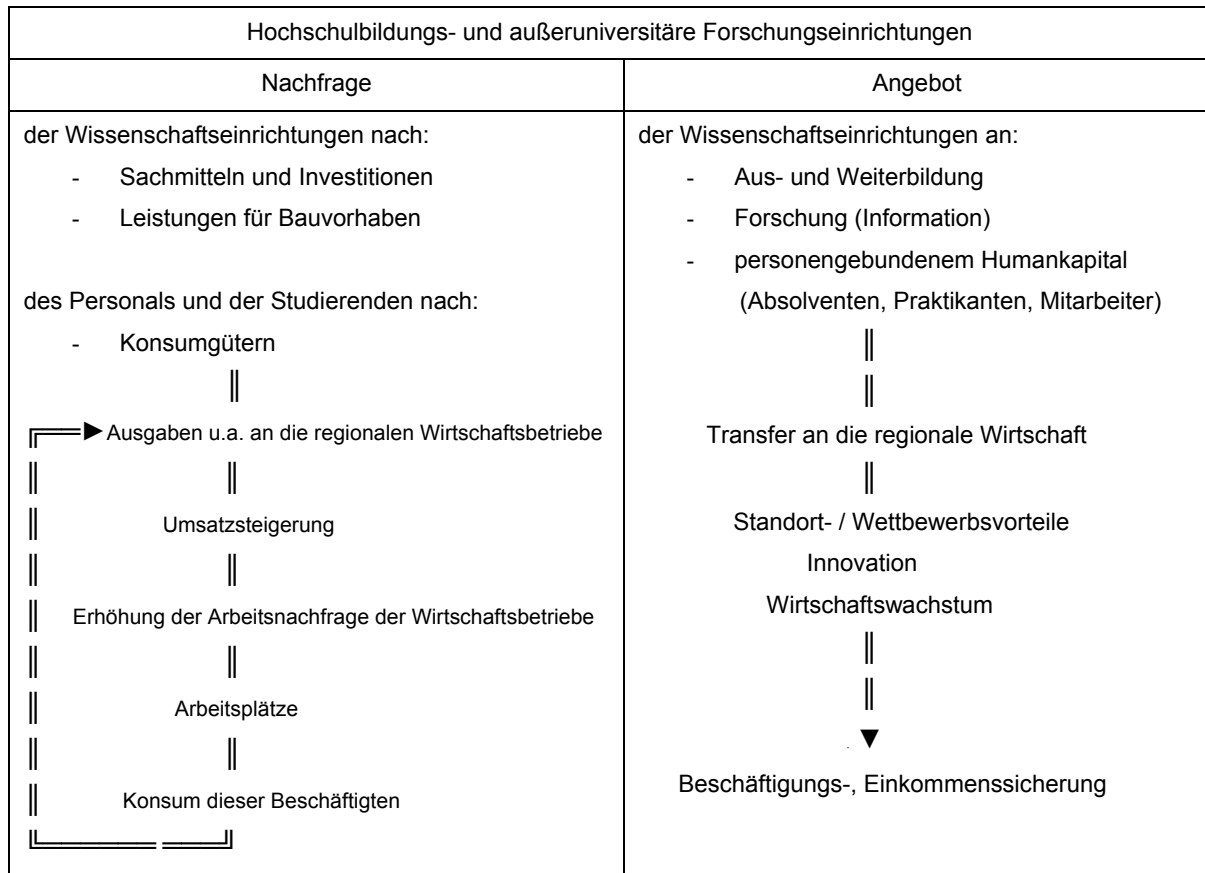 Hochschulbildungs- und außeruniversitäre Forschungseinrichtungen
Nachfrage
der Wissenschaftseinrichtungen nach:
- Sachmitteln und Investitionen
- Leistungen für Bauvorhaben
des Personals und der Studierenden nach:
- Konsumgütern
Ausgaben u.a. an die regionalen Wirtschaftsbetriebe
Umsatzsteigerung
Erhöhung der Arbeitsnachfrage der Wirtschaftsbetriebe
Arbeitsplätze
Konsum dieser Beschäftigten
Angebot
der Wissenschaftseinrichtungen an:
- Aus- und Weiterbildung
- Forschung (Information)
- personengebundenem Humankapital
(Absolventen, Praktikanten, Mitarbeiter)
Transfer an die regionale Wirtschaft
Standort- / Wettbewerbsvorteile
Innovation
Wirtschaftswachstum
Beschäftigungs-, Einkommenssicherung